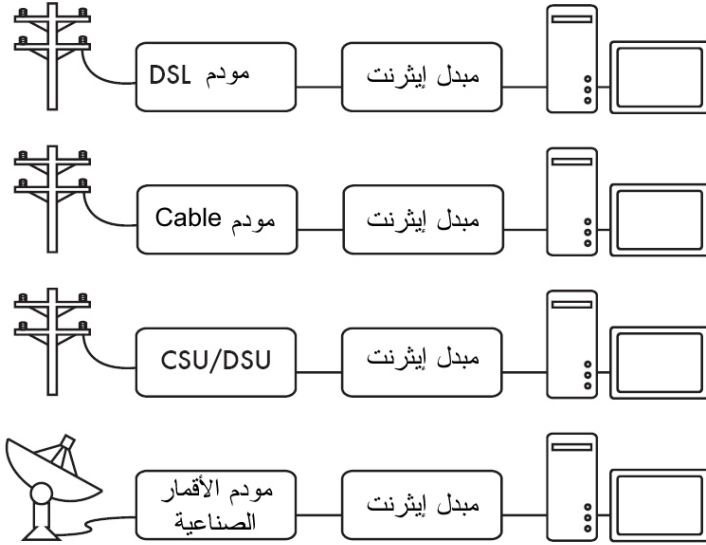 مودم DSL
مبدل إيثرنت
مودم Cable
مبدل إيثرنت
CSU/DSU
مبدل إيثرنت
مودم الأقمار
الصناعية
مبدل إيثرنت